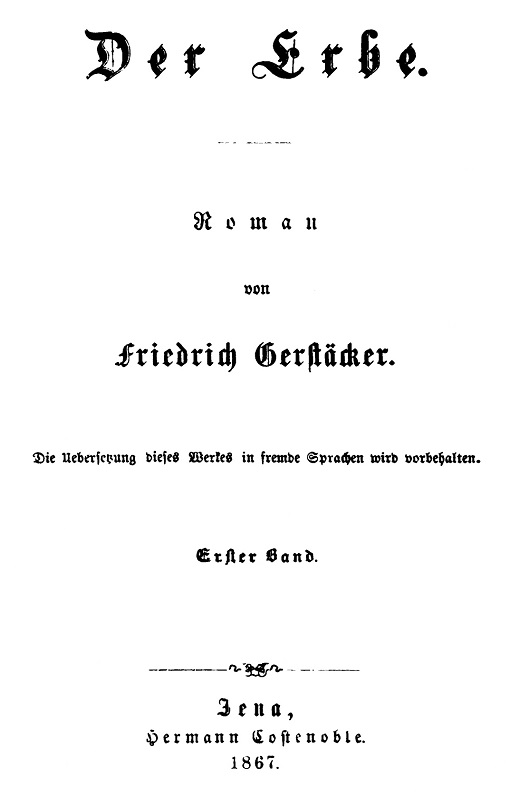 Der Erbe.
Roman
von
Friedrich Gerstäcker.
Die Uebersetzung dieses Werkes in fremde Sprachen wird vorbehalten.
Erster Band.
Jena,
Hermann Costenoble.
1867.